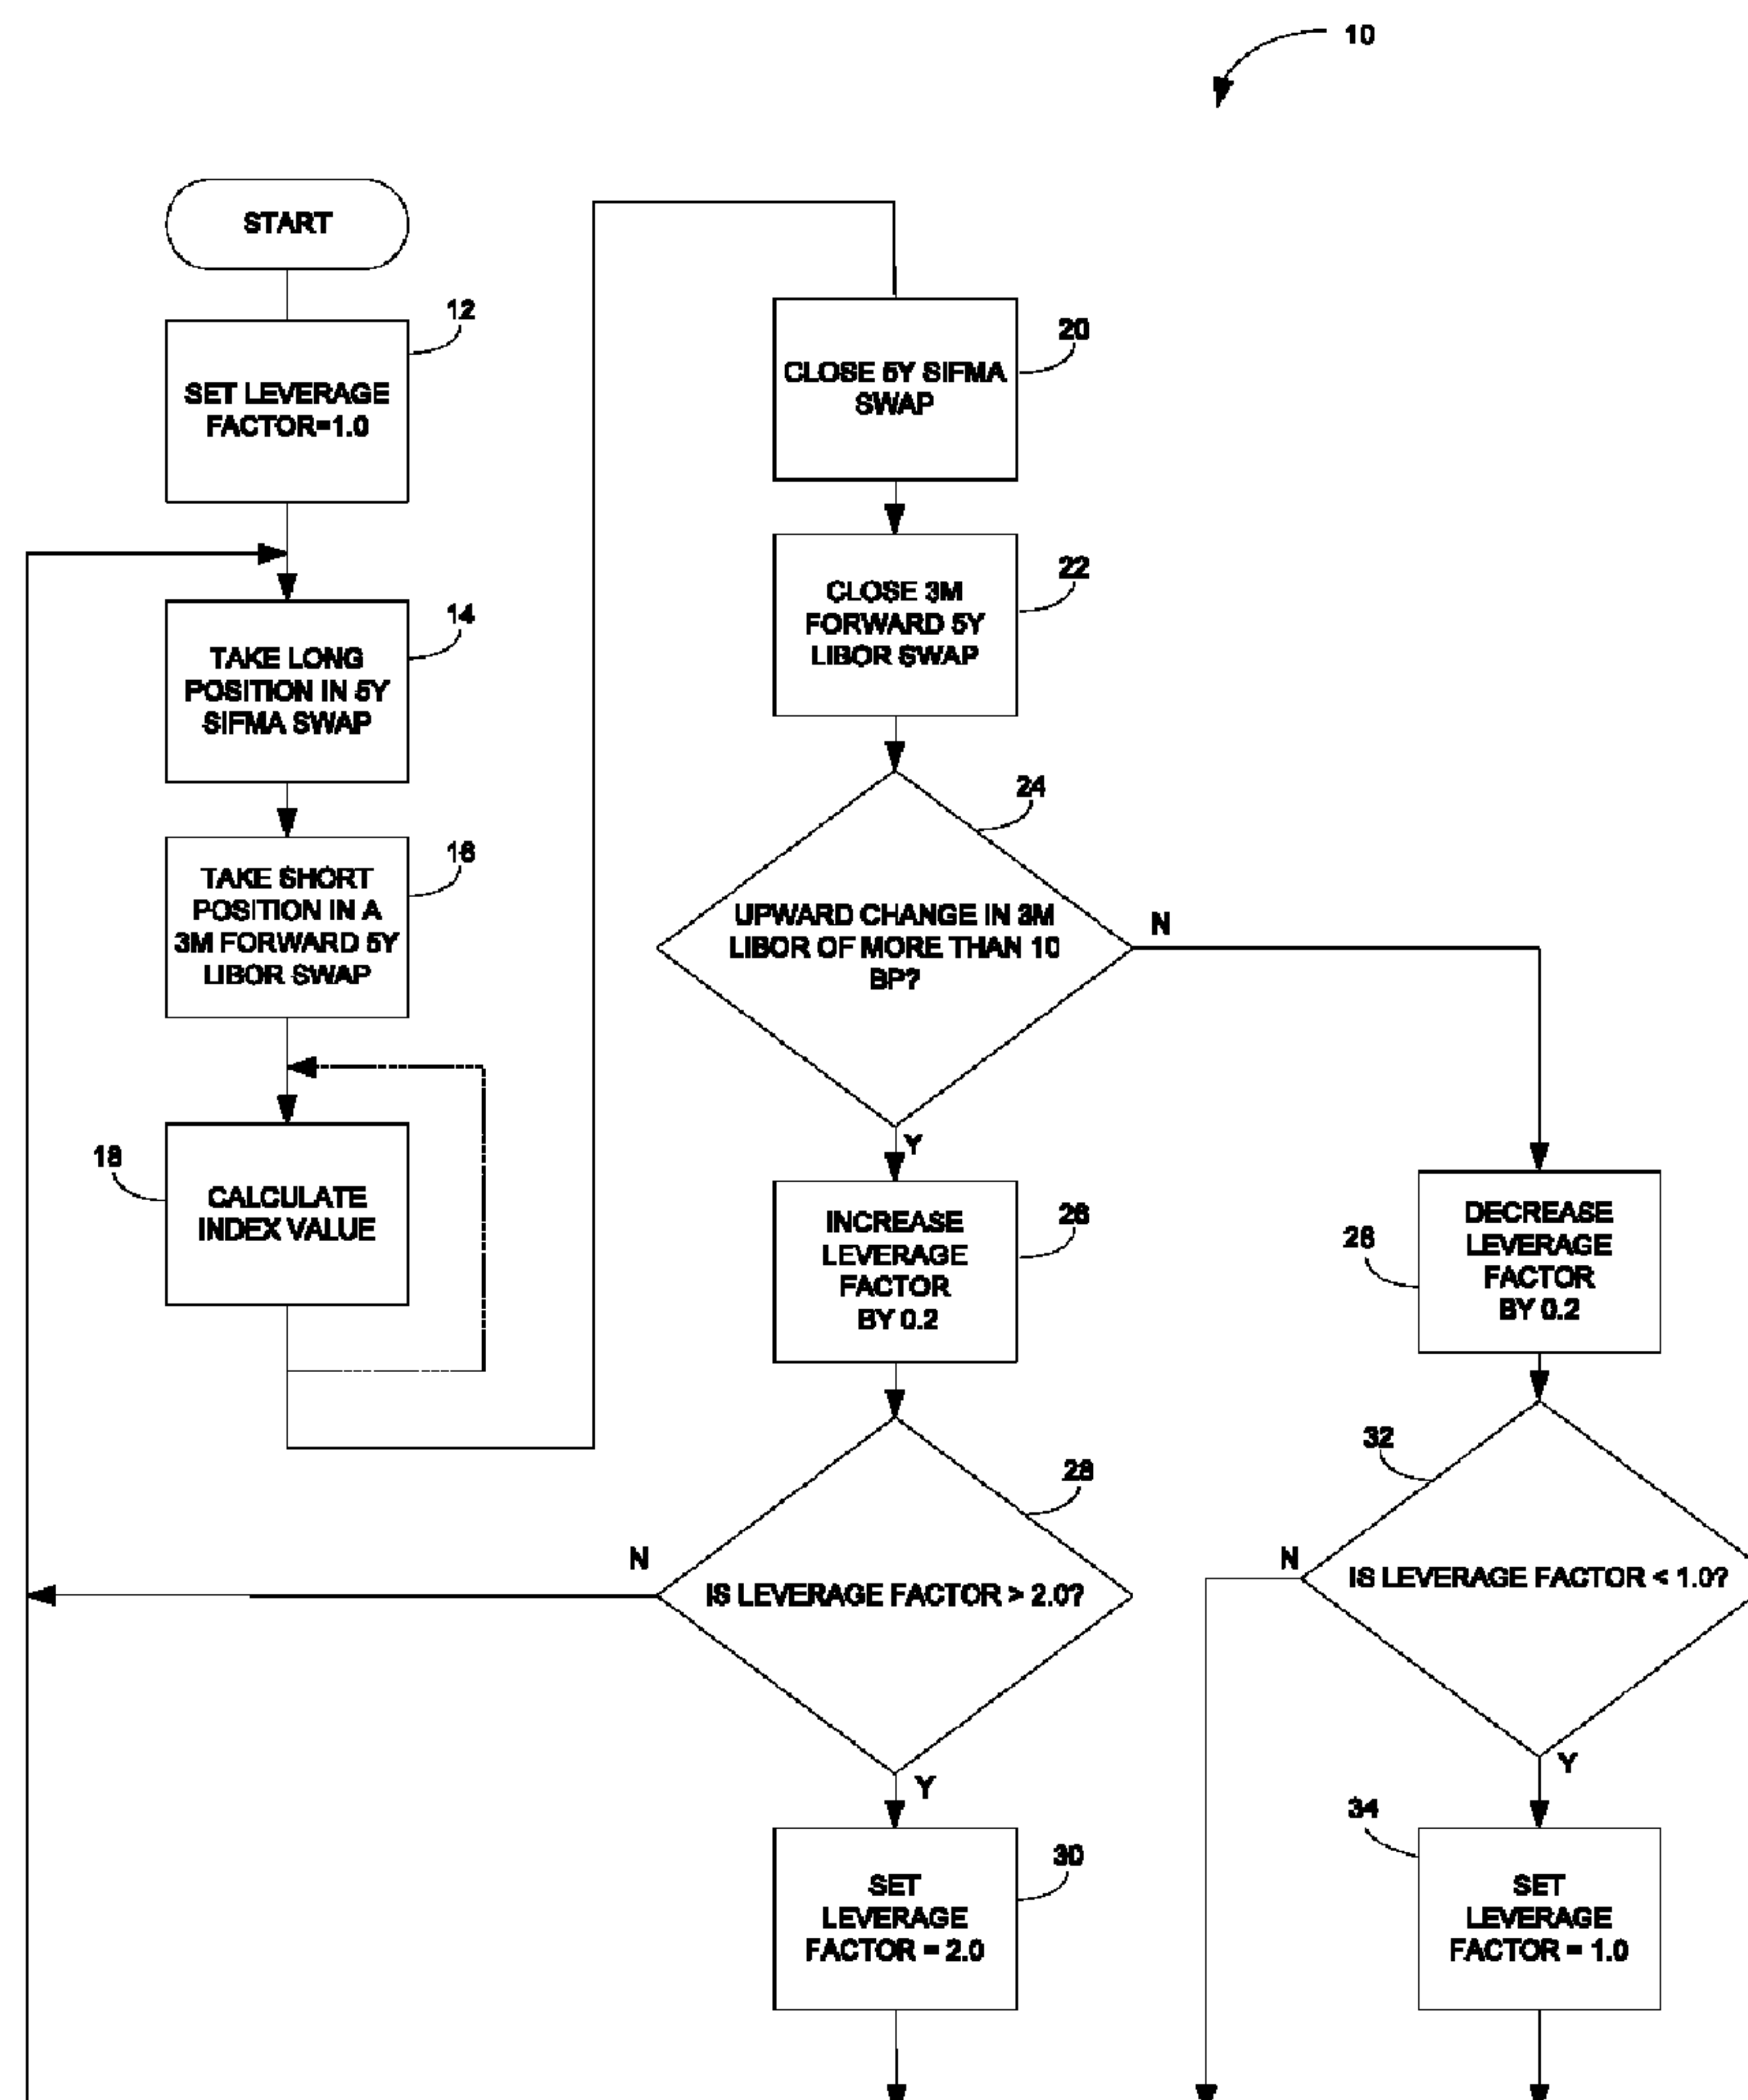 10
START
12
SET LEVERAGE
FACTOR=1.0
14
TAKE LONG
POSITION IN 5Y
SIFMA SWAP
16
TAKE SHORT
POSITION IN A
3M FORWARD 5Y
LIBOR SWAP
18
CALCULATE
INDEX VALUE
20
CLOSE 5Y SIFMA
SWAP
22
CLOSE 3M
FORWARD 5Y
LIBOR SWAP
24
UPWARD CHANGE IN 3M
LIBOR OF MORE THAN 10
BP?
N
Y
26
INCREASE
LEVERAGE
FACTOR
BY 0.2
28
IS LEVERAGE FACTOR > 2.0?
N
Y
30
SET
LEVERAGE
FACTOR = 2.0
26
DECREASE
LEVERAGE
FACTOR
BY 0.2
32
IS LEVERAGE FACTOR < 1.0?
N
Y
34
SET
LEVERAGE
FACTOR = 1.0